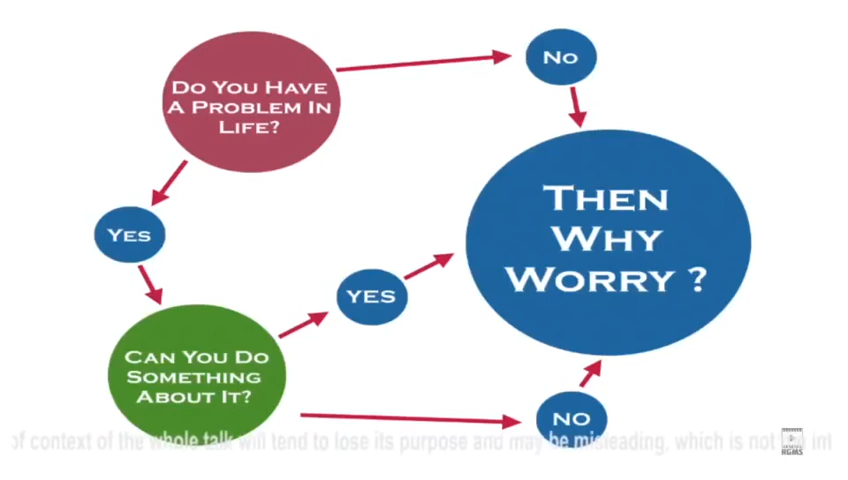 DO YOU HAVE
A PROBLEM IN
LIFE?
NO
THEN
WHY
WORRY ?
YES
YES
CAN YOU DO
SOMETHING
ABOUT IT?
NO
of context of the whole talk will tend to lose its purpose and may be misleading, which is not
RGMS